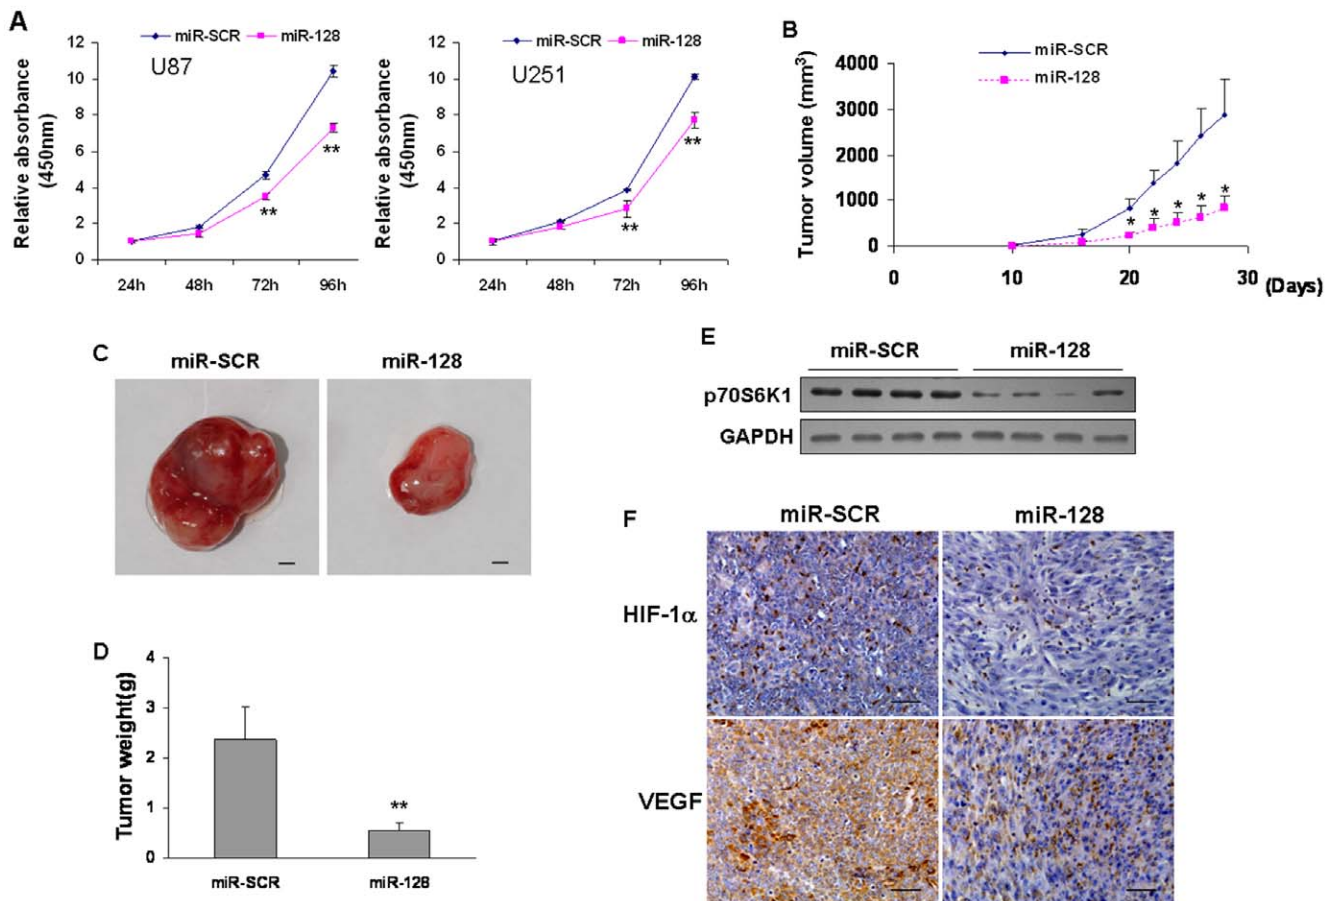 A
miR-SCR miR-128
U87
Relative absorbance
(450nm)
12
10
8
6
4
2
0
24h 48h 72h 96h
**
**
miR-SCR miR-128
U251
Relative absorbance
(450nm)
12
10
8
6
4
2
0
24h 48h 72h 96h
**
**
B
miR-SCR
miR-128
Tumor volume (mm³)
4000
3000
2000
1000
0
0 10 20 30 (Days)
* * * * *
C
miR-SCR miR-128
D
Tumor weight(g)
4
3
2
1
0
**
miR-SCR miR-128
E
miR-SCR miR-128
p70S6K1
GAPDH
F
miR-SCR miR-128
HIF-1α
VEGF